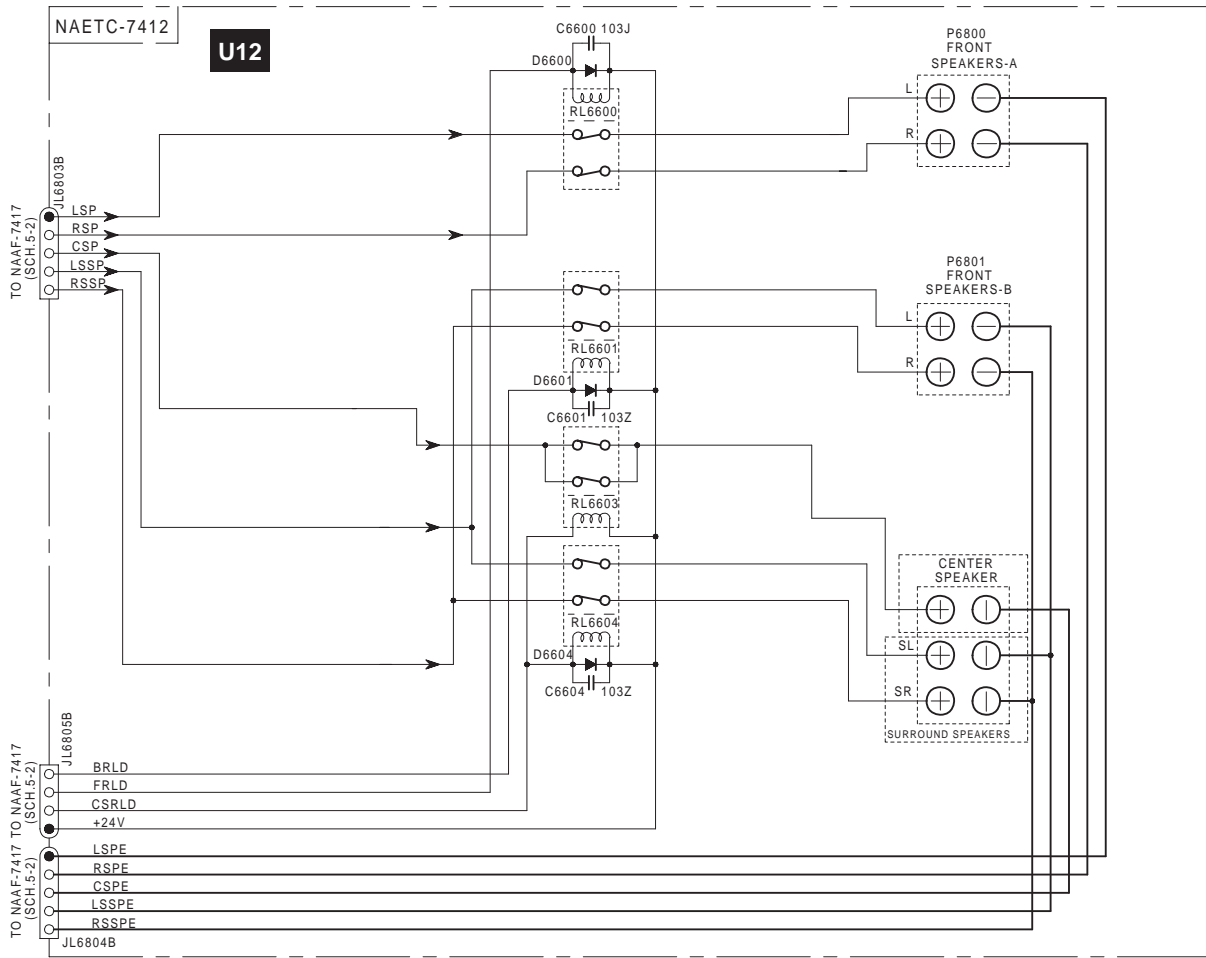 NAETC-7412
U12
C6600 103J
D6600
RL6600
P6800
FRONT
SPEAKERS-A
L
R
JL6803B
TO NAAF-7417
(SCH.5-2)
LSP
RSP
CSP
LSSP
RSSP
P6801
FRONT
SPEAKERS-B
L
R
RL6601
D6601
C6601 103Z
RL6603
CENTER
SPEAKER
RL6604
D6604
C6604 103Z
SL
SR
SURROUND SPEAKERS
JL6805B
TO NAAF-7417
(SCH.5-2)
BRLD
FRLD
CSRLD
+24V
TO NAAF-7417
(SCH.5-2)
LSPE
RSPE
CSPE
LSSPE
RSSPE
JL6804B